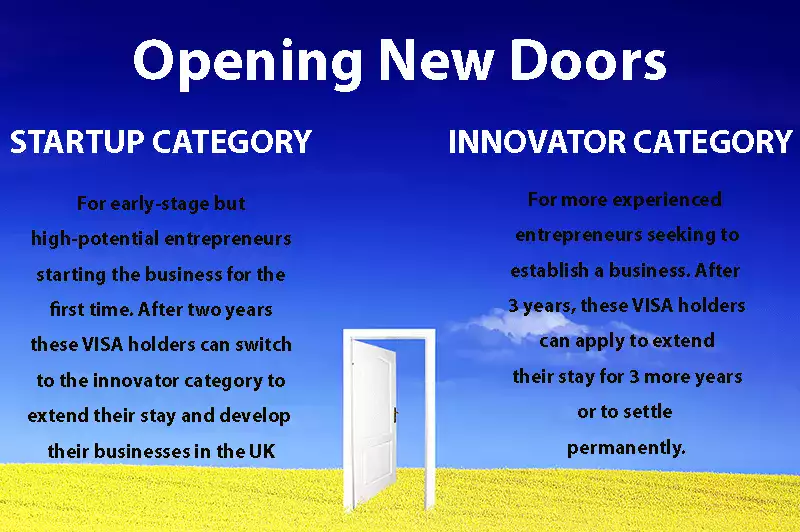 Opening New Doors
STARTUP CATEGORY
For early-stage but
high-potential entrepreneurs
starting the business for the
first time. After two years
these VISA holders can switch
to the innovator category to
extend their stay and develop
their businesses in the UK
INNOVATOR CATEGORY
For more experienced
entrepreneurs seeking to
establish a business. After
3 years, these VISA holders
can apply to extend
their stay for 3 more years
or to settle
permanently.